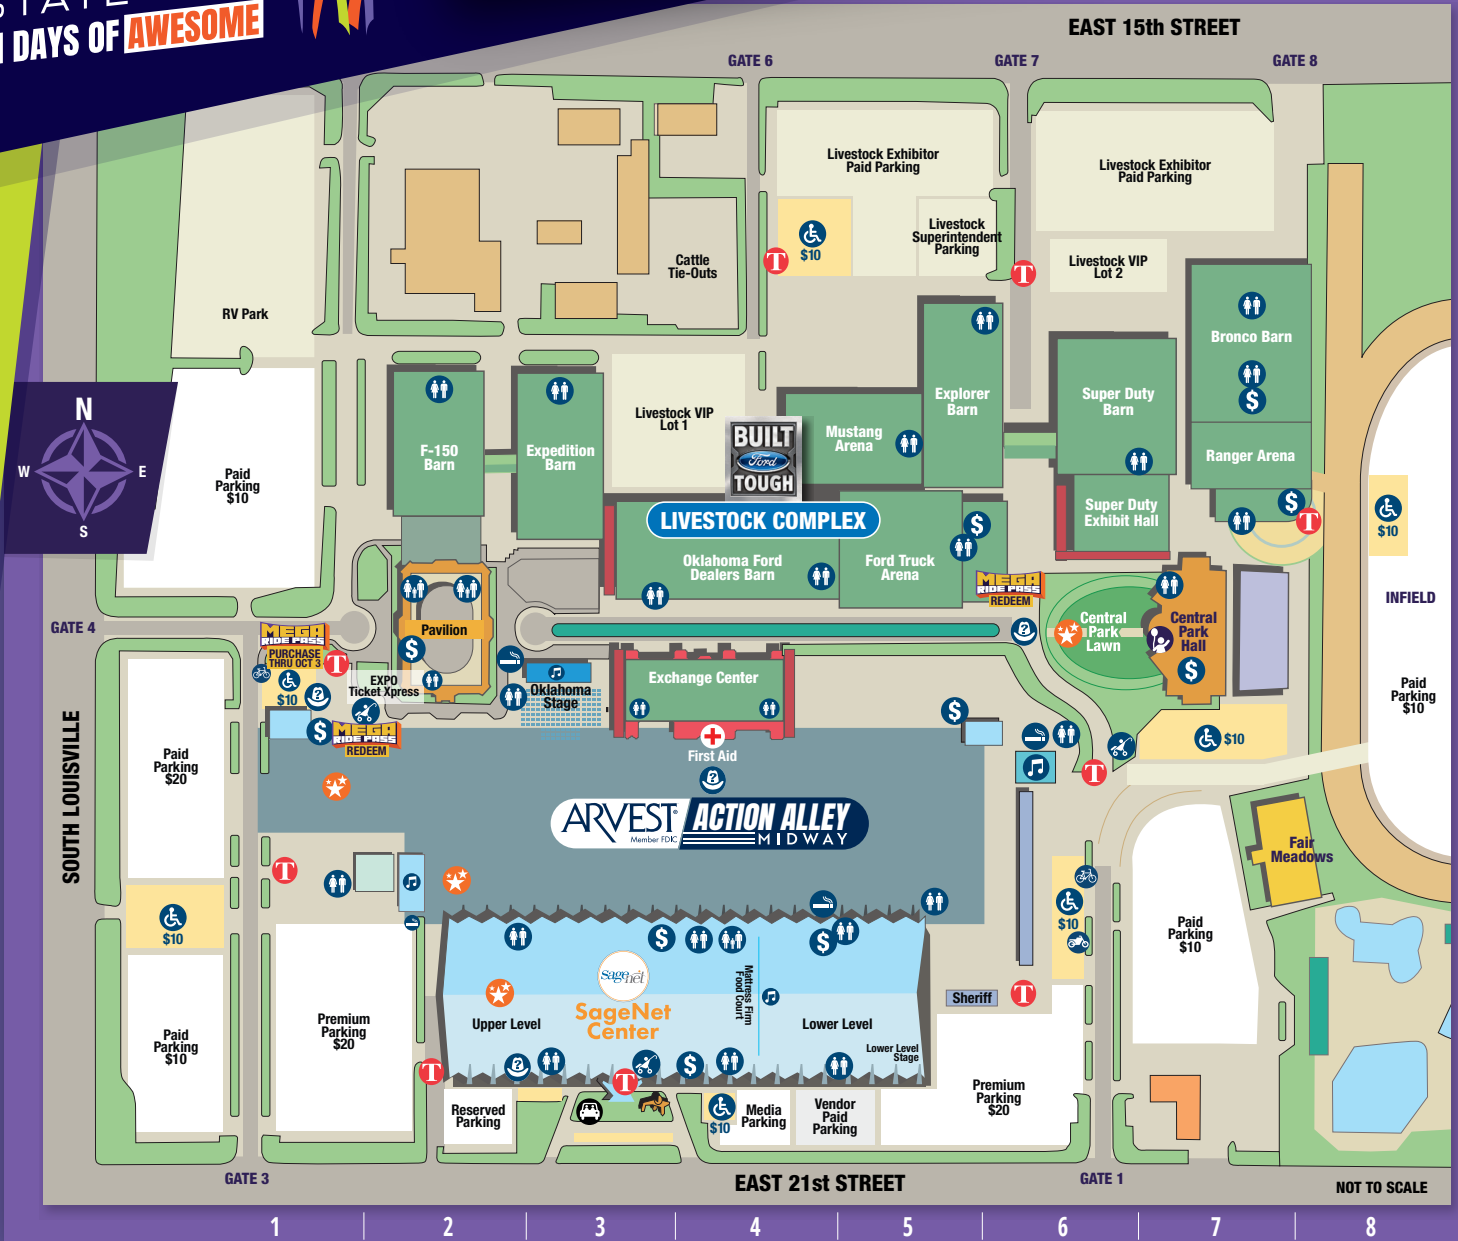 DAYS OF AWESOME
EAST 15th STREET
GATE 6
GATE 7
GATE 8
Livestock Exhibitor
Paid Parking
Livestock Exhibitor
Paid Parking
$10
Livestock
Superintendent
Parking
Livestock VIP
Lot 2
Cattle
Tie-Outs
T
T
RV Park
Bronco Barn
$
N
W
E
S
Paid
Parking
$10
F-150
Barn
Expedition
Barn
Livestock VIP
Lot 1
BUILT
Ford
TOUGH
Mustang
Arena
Explorer
Barn
Super Duty
Barn
Ranger Arena
LIVESTOCK COMPLEX
Super Duty
Exhibit Hall
$
$
T
$10
Oklahoma Ford
Dealers Barn
Ford Truck
Arena
MEGA
RIDE PASS
REDEEM
INFIELD
GATE 4
MEGA
RIDE PASS
PURCHASE
THRU OCT 3
T
$10
?
Pavilion
$
EXPO
Ticket Xpress
Oklahoma
Stage
Exchange Center
?
Central
Park
Lawn
Central
Park
Hall
$
Paid
Parking
$10
$
MEGA
RIDE PASS
REDEEM
First Aid
?
$
$10
T
SOUTH LOUISVILLE
Paid
Parking
$20
ARVEST
Member FDIC
ACTION ALLEY
MIDWAY
Fair
Meadows
T
$10
$10
Paid
Parking
$10
$
$
Sagenet
SageNet
Center
Upper Level
Mattress Firm
Food Court
Lower Level
Lower Level
Stage
Sheriff
T
Paid
Parking
$10
Premium
Parking
$20
T
?
T
$
Reserved
Parking
$10
Media
Parking
Vendor
Paid
Parking
Premium
Parking
$20
GATE 3
EAST 21st STREET
GATE 1
NOT TO SCALE
1
2
3
4
5
6
7
8